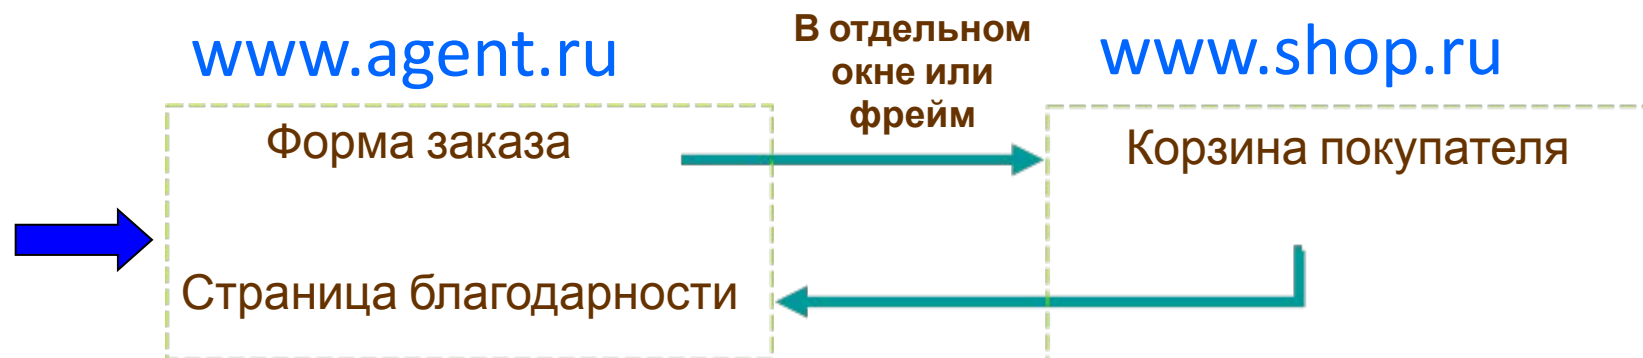 www.agent.ru
В отдельном
окне или
фрейм
www.shop.ru
Форма заказа
Корзина покупателя
Страница благодарности